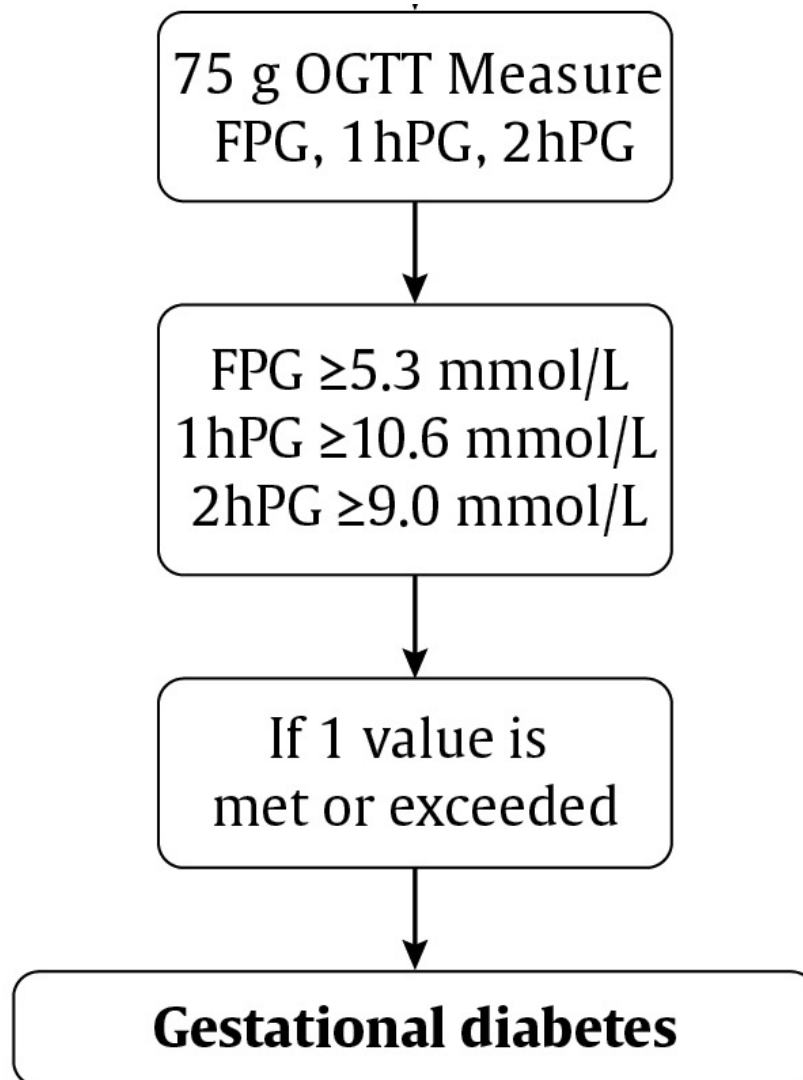 75 g OGTT Measure
FPG, 1hPG, 2hPG
FPG ≥5.3 mmol/L
1hPG ≥10.6 mmol/L
2hPG ≥9.0 mmol/L
If 1 value is
met or exceeded
Gestational diabetes